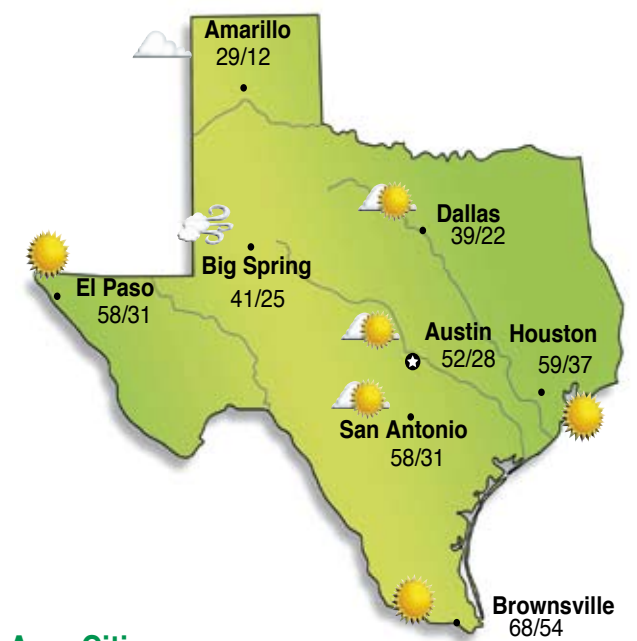 Amarillo
29/12
Dallas
39/22
Big Spring
41/25
El Paso
58/31
Austin
52/28
Houston
59/37
San Antonio
58/31
Brownsville
68/54